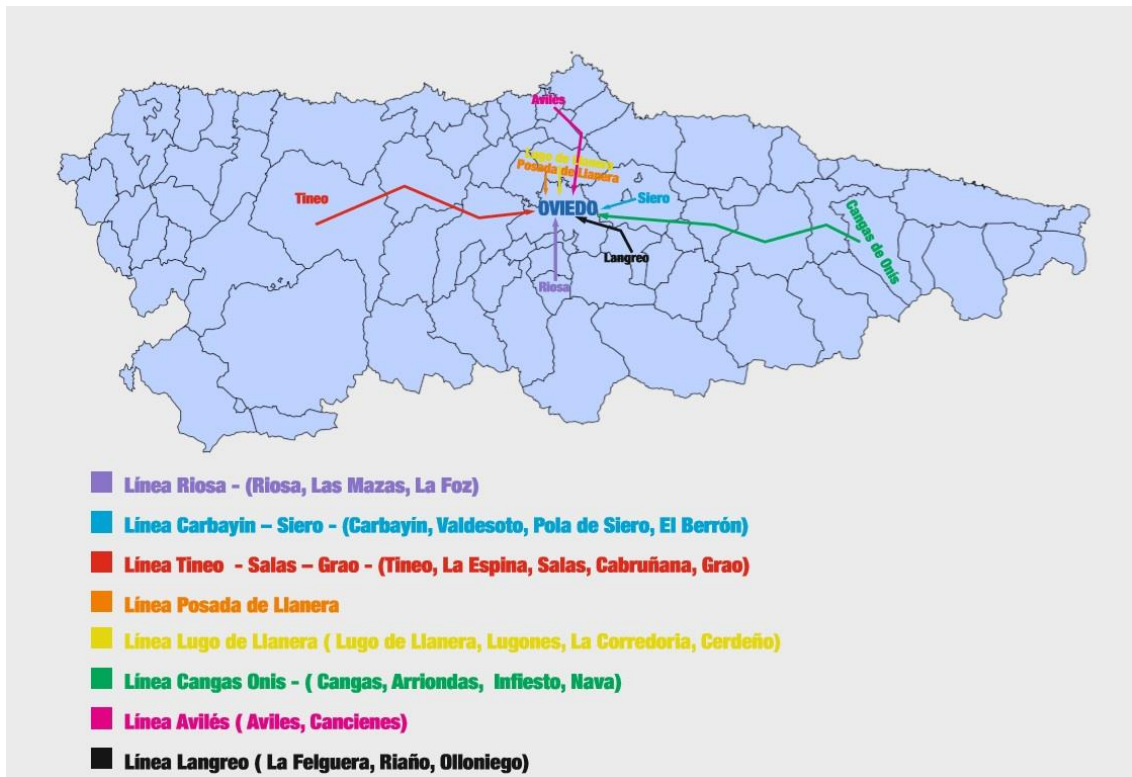 Avilés
Lugo de Llanera
Posada de Llanera
Tineo
OVIEDO
Siero
Cangas de Onís
Langreo
Riosa
Línea Riosa - (Riosa, Las Mazas, La Foz)
Línea Carbayin – Siero - (Carbayín, Valdesoto, Pola de Siero, El Berrón)
Línea Tineo - Salas – Grao - (Tineo, La Espina, Salas, Cabruñana, Grao)
Línea Posada de Llanera
Línea Lugo de Llanera ( Lugo de Llanera, Lugones, La Corredoria, Cerdeño)
Línea Cangas Onis - ( Cangas, Arriondas, Infiesto, Nava)
Línea Avilés ( Aviles, Cancienes)
Línea Langreo ( La Felguera, Riaño, Olloniego)